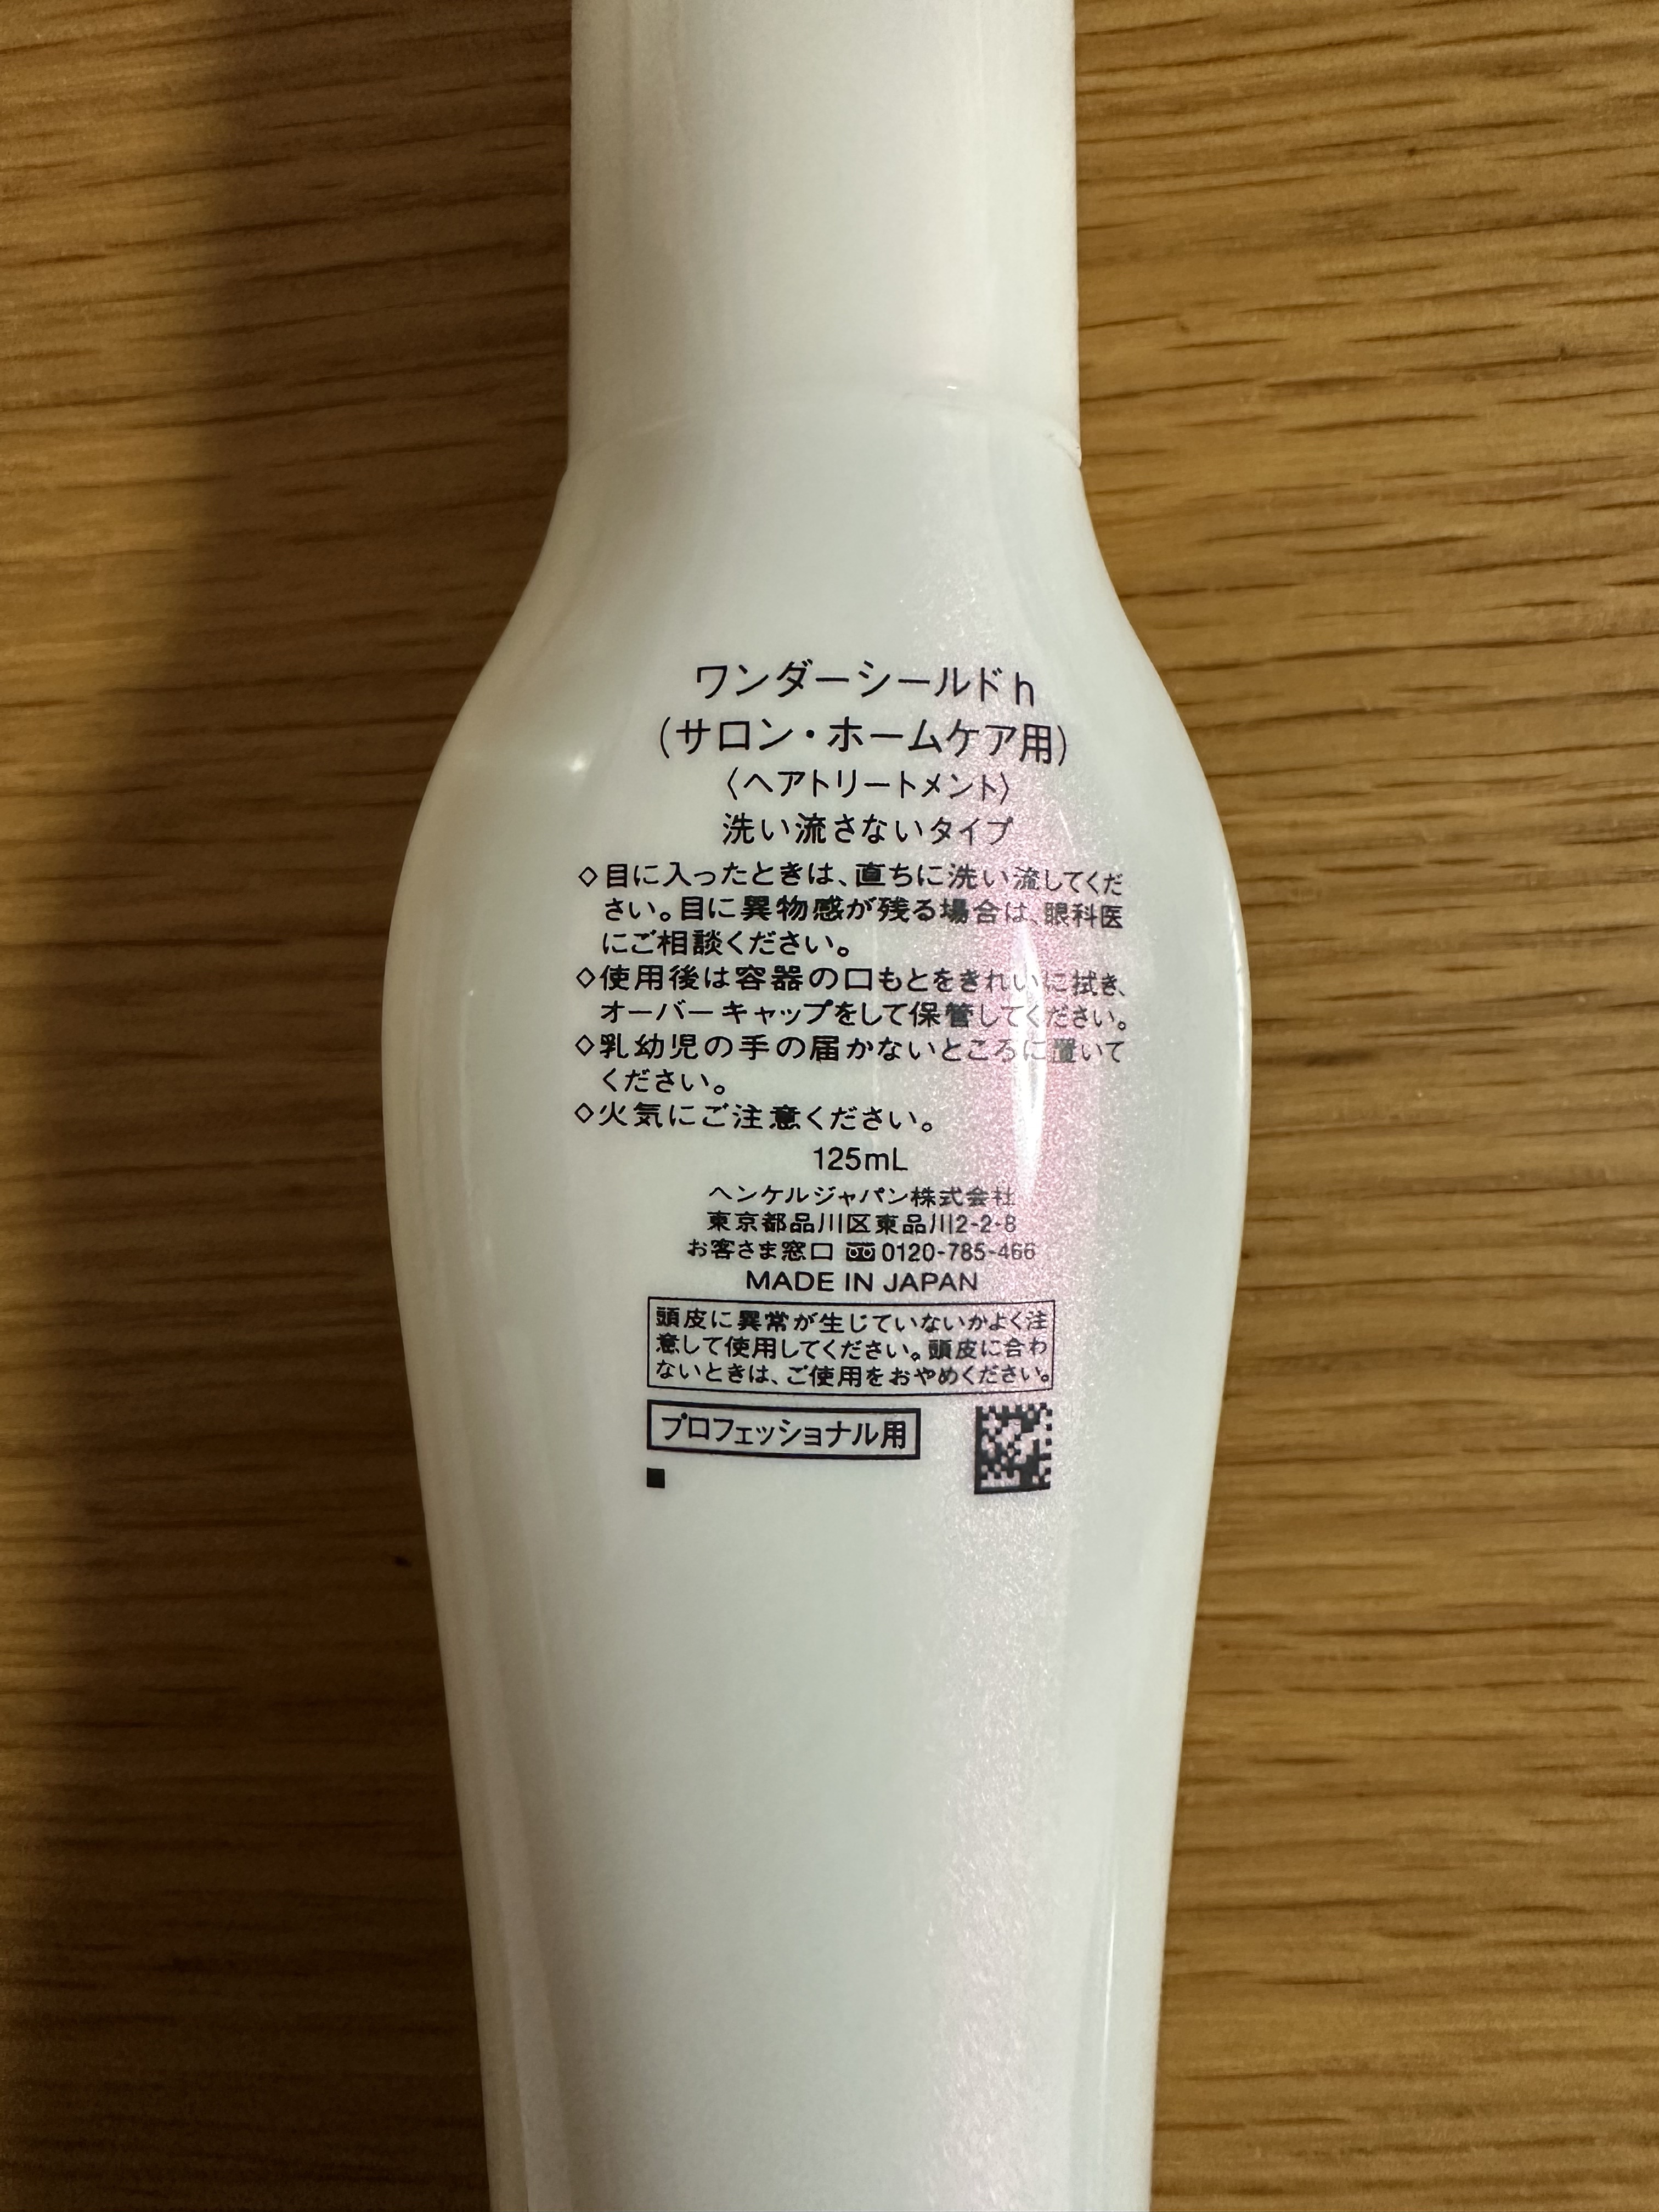 ワンダーシールドh
(サロン・ホームケア用)
〈ヘアトリートメント〉
洗い流さないタイプ
◇目に入ったときは、直ちに洗い流してくだ
さい。目に異物感が残る場合は、眼科医
にご相談ください。
◇使用後は容器の口もとをきれいに拭き、
オーバーキャップをして保管してください。
◇乳幼児の手の届かないところに置いて
ください。
◇火気にご注意ください。
125mL
ヘンケルジャパン株式会社
東京都品川区東品川2-2-8
お客さま窓口 0120-785-466
MADE IN JAPAN
頭皮に異常が生じていないかよく注
意して使用してください。頭皮に合わ
ないときは、ご使用をおやめください。
プロフェッショナル用